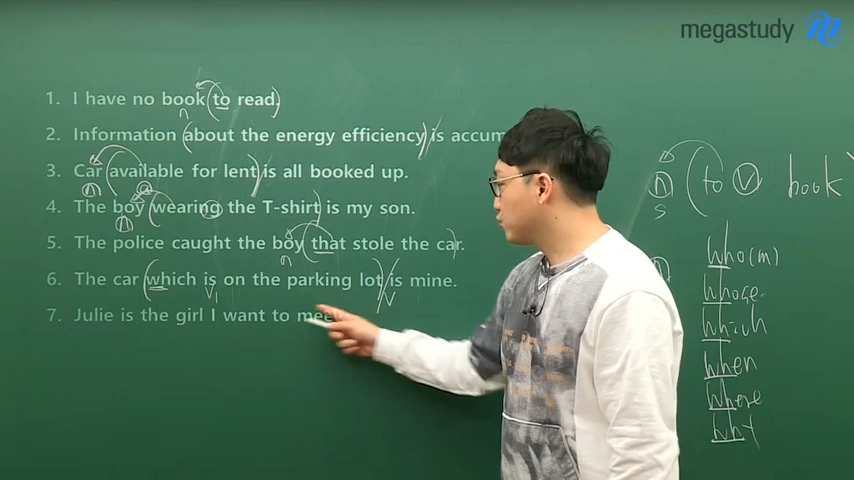 megastudy
1. I have no book (to read)
n
2. Information (about the energy efficiency) is
3. Car (available for lent) is all booked up.
n
4. The boy (wearing the T-shirt) is my son.
n
5. The police caught the boy (that stole the car).
n
6. The car (which is on the parking lot) is mine.
V1 V
7. Julie is the girl I want to
n (to V) book
S
who(m)
whose
which
when
where
why